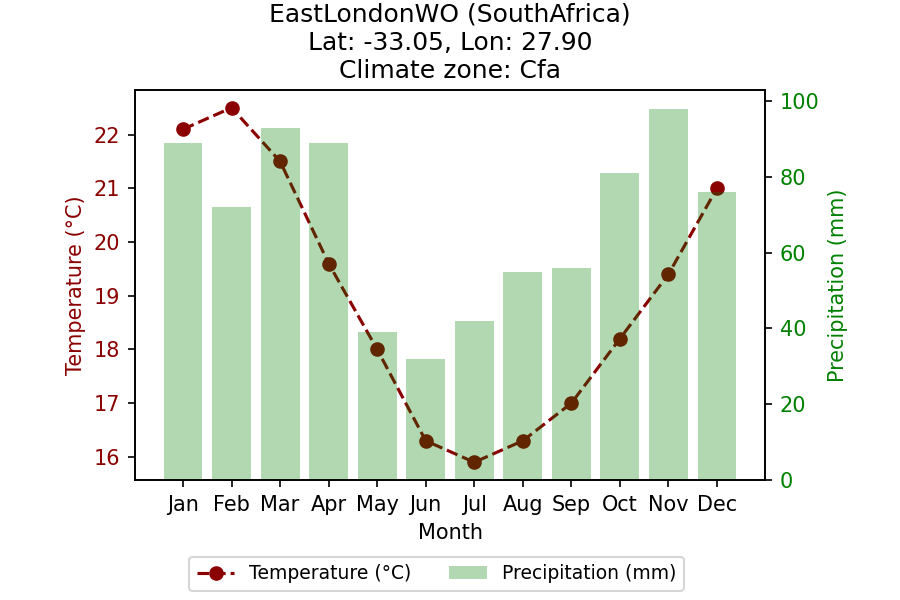 EastLondonWO (SouthAfrica)
Lat: -33.05, Lon: 27.90
Climate zone: Cfa
Temperature (°C)
22
21
20
19
18
17
16
100
80
60
40
20
0
Precipitation (mm)
Jan Feb Mar Apr May Jun Jul Aug Sep Oct Nov Dec
Month
Temperature (°C) Precipitation (mm)